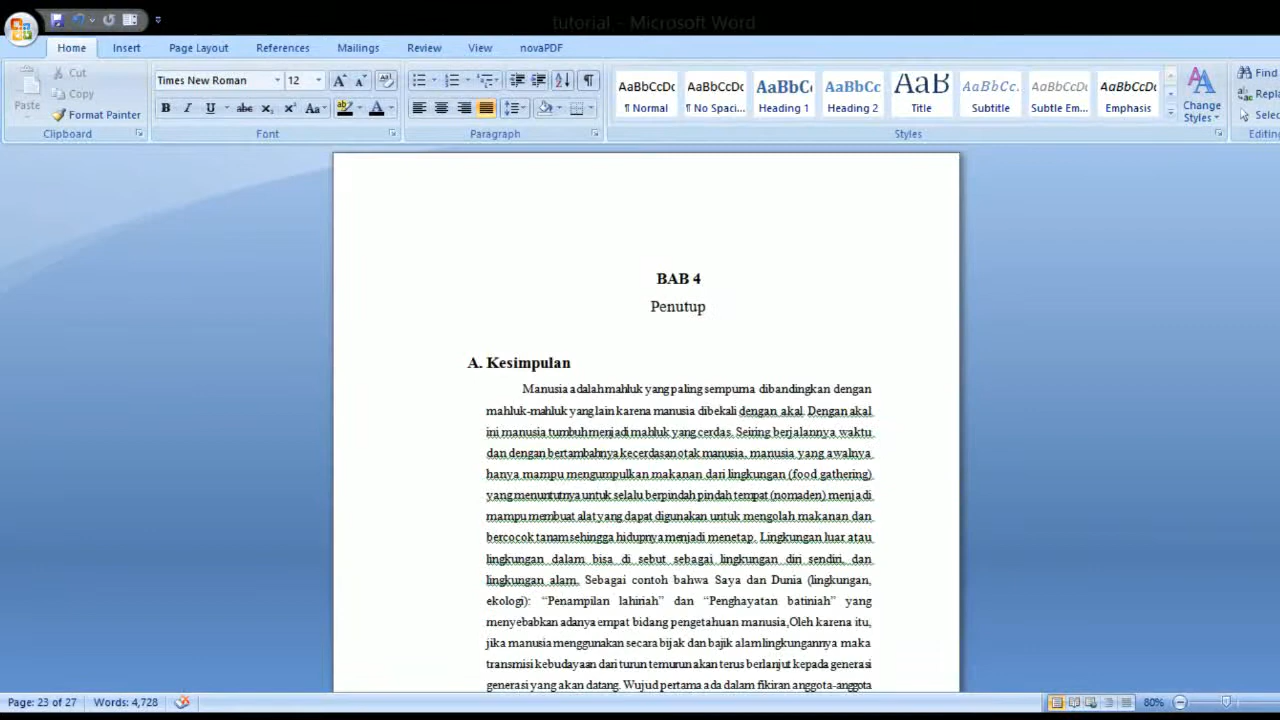 tutorial - Microsoft Word
Home Insert Page Layout References Mailings Review View novaPDF
Paste
Cut
Copy
Format Painter
Clipboard
Times New Roman 12
B I U abc X₂ X² Aa
Font
Paragraph
AaBbCcDc AaBbCcDc AaBbC AaBbCc AaB AaBbCc. AaBbCcDc AaBbCcDc
¶ Normal ¶ No Spaci... Heading 1 Heading 2 Title Subtitle Subtle Em... Emphasis
Styles
Change Styles
Find
Repla
Selec
Editing
BAB 4
Penutup
A. Kesimpulan
Manusia adalah mahluk yang paling sempurna dibandingkan dengan
mahluk-mahluk yang lain karena manusia dibekali dengan akal. Dengan akal
ini manusia tumbuh menjadi mahluk yang cerdas. Seiring berjalannya waktu
dan dengan bertambahnya kecerdasan otak manusia, manusia yang awalnya
hanya mampu mengumpulkan makanan dari lingkungan (food gathering)
yang menuntutnya untuk selalu berpindah pindah tempat (nomaden) menjadi
mampu membuat alat yang dapat digunakan untuk mengolah makanan dan
bercocok tanam sehingga hidupnya menjadi menetap. Lingkungan luar atau
lingkungan dalam bisa di sebut sebagai lingkungan diri sendiri, dan
lingkungan alam. Sebagai contoh bahwa Saya dan Dunia (lingkungan,
ekologi): “Penampilan lahiriah” dan “Penghayatan batiniah” yang
menyebabkan adanya empat bidang pengetahuan manusia,Oleh karena itu,
jika manusia menggunakan secara bijak dan bajik alam lingkungannya maka
transmisi kebudayaan dari turun temurun akan terus berlanjut kepada generasi
generasi yang akan datang. Wujud pertama ada dalam fikiran anggota-anggota
Page: 23 of 27 Words: 4,728 80%